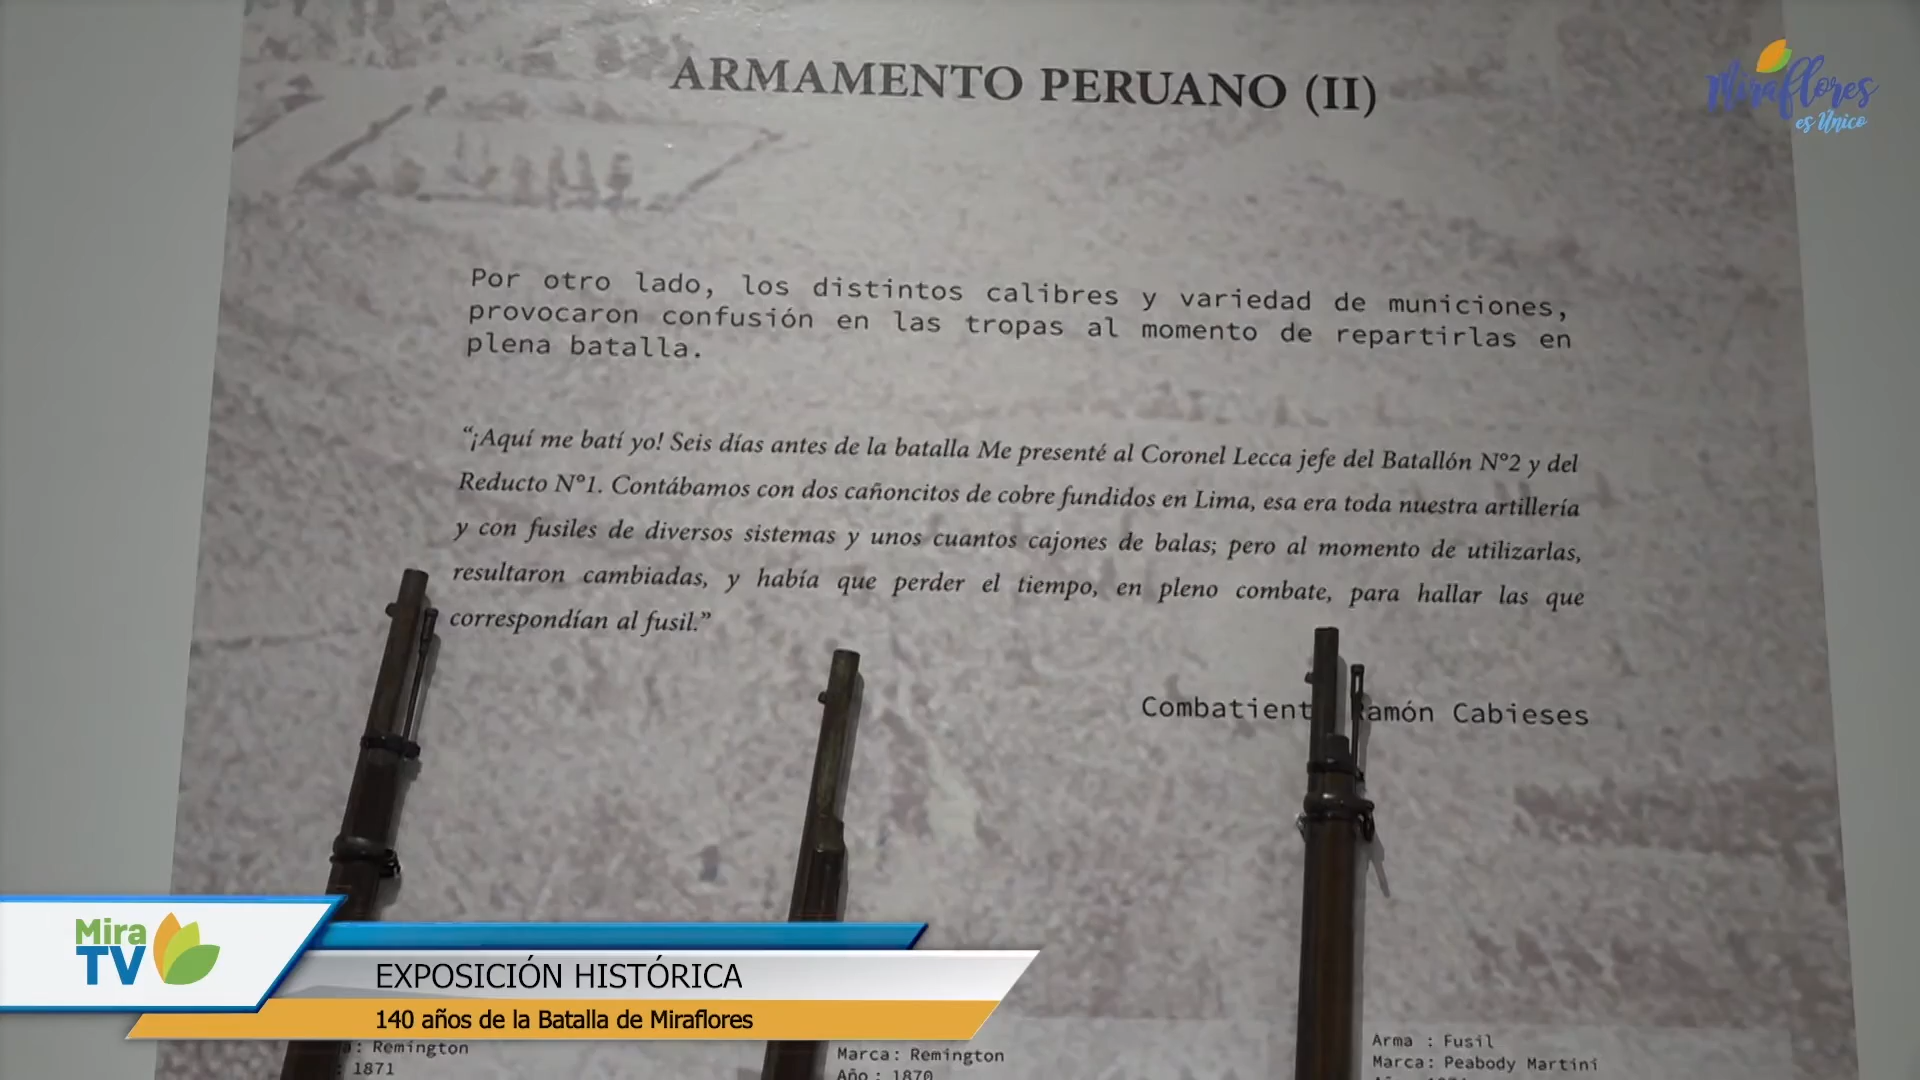 ARMAMENTO PERUANO (II)
Miraflores
es Único
Por otro lado, los distintos calibres y variedad de municiones,
provocaron confusión en las tropas al momento de repartirlas en
plena batalla.
“¡Aquí me batí yo! Seis días antes de la batalla Me presenté al Coronel Lecca jefe del Batallón Nº2 y del
Reducto Nº1. Contábamos con dos cañoncitos de cobre fundidos en Lima, esa era toda nuestra artillería
y con fusiles de diversos sistemas y unos cuantos cajones de balas; pero al momento de utilizarlas,
resultaron cambiadas, y había que perder el tiempo, en pleno combate, para hallar las que
correspondían al fusil.”
Combatient Ramón Cabieses
Mira
TV
EXPOSICIÓN HISTÓRICA
140 años de la Batalla de Miraflores
a: Remington
: 1871
Marca: Remington
Año : 1870
Arma : Fusil
Marca: Peabody Martini